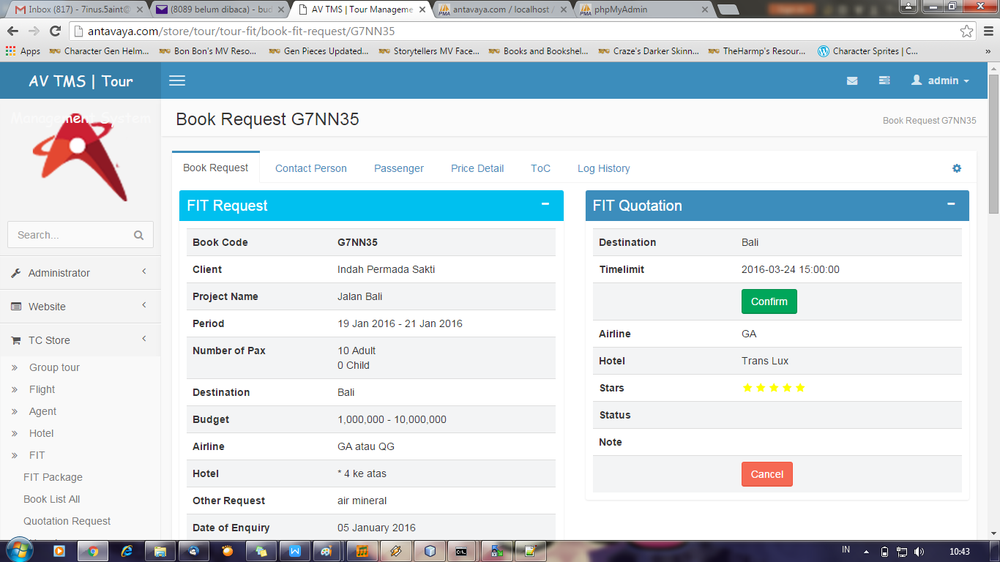 Inbox (817) - 7inus.5aint@
(8089 belum dibaca) - bud
AV TMS | Tour Manageme
antavaya.com / localhost /
phpMyAdmin
antavaya.com/store/tour/tour-fit/book-fit-request/G7NN35
Apps
Character Gen Helm...
Bon Bon's MV Reso...
Gen Pieces Updated...
Storytellers MV Face...
Books and Bookshel...
Craze's Darker Skinn...
TheHarmp's Resour...
Character Sprites | C...
»
AV TMS | Tour
Management System
admin
Book Request G7NN35
Book Request G7NN35
Search...
Administrator
Website
TC Store
Group tour
Flight
Agent
Hotel
FIT
FIT Package
Book List All
Quotation Request
Book Request
Contact Person
Passenger
Price Detail
ToC
Log History
FIT Request
Book Code G7NN35
Client Indah Permada Sakti
Project Name Jalan Bali
Period 19 Jan 2016 - 21 Jan 2016
Number of Pax 10 Adult
0 Child
Destination Bali
Budget 1,000,000 - 10,000,000
Airline GA atau QG
Hotel * 4 ke atas
Other Request air mineral
Date of Enquiry 05 January 2016
FIT Quotation
Destination Bali
Timelimit 2016-03-24 15:00:00
Confirm
Airline GA
Hotel Trans Lux
Stars
Status
Note
Cancel
IN
10:43